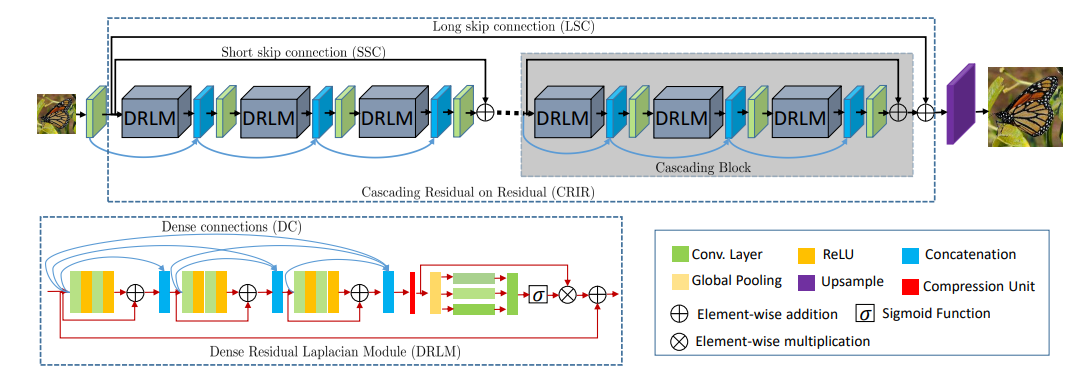 Long skip connection (LSC)
Short skip connection (SSC)
DRLM
DRLM
DRLM
DRLM
DRLM
DRLM
Cascading Block
Cascading Residual on Residual (CRIR)
Dense connections (DC)
σ
Dense Residual Laplacian Module (DRLM)
Conv. Layer
ReLU
Concatenation
Global Pooling
Upsample
Compression Unit
Element-wise addition
σ Sigmoid Function
Element-wise multiplication